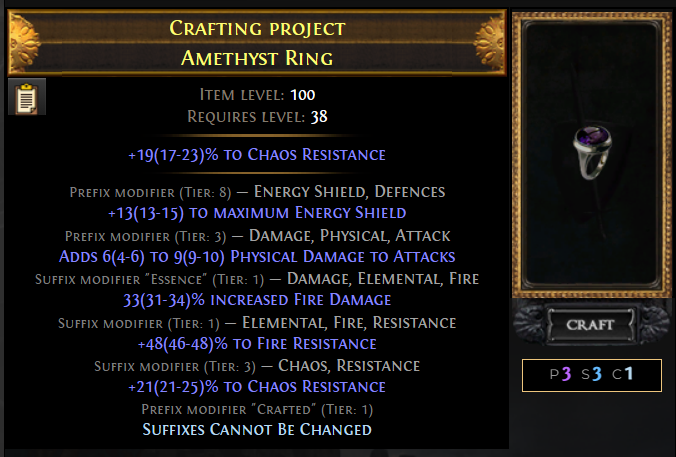 Crafting project
Amethyst Ring
Item level: 100
Requires level: 38
+19(17-23)% to Chaos Resistance
Prefix modifier (Tier: 8) — Energy Shield, Defences
+13(13-15) to maximum Energy Shield
Prefix modifier (Tier: 3) — Damage, Physical, Attack
Adds 6(4-6) to 9(9-10) Physical Damage to Attacks
Suffix modifier "Essence" (Tier: 1) — Damage, Elemental, Fire
33(31-34)% increased Fire Damage
Suffix modifier (Tier: 1) — Elemental, Fire, Resistance
+48(46-48)% to Fire Resistance
Suffix modifier (Tier: 3) — Chaos, Resistance
+21(21-25)% to Chaos Resistance
Prefix modifier "Crafted" (Tier: 1)
Suffixes Cannot Be Changed
CRAFT
P3 S3 C1